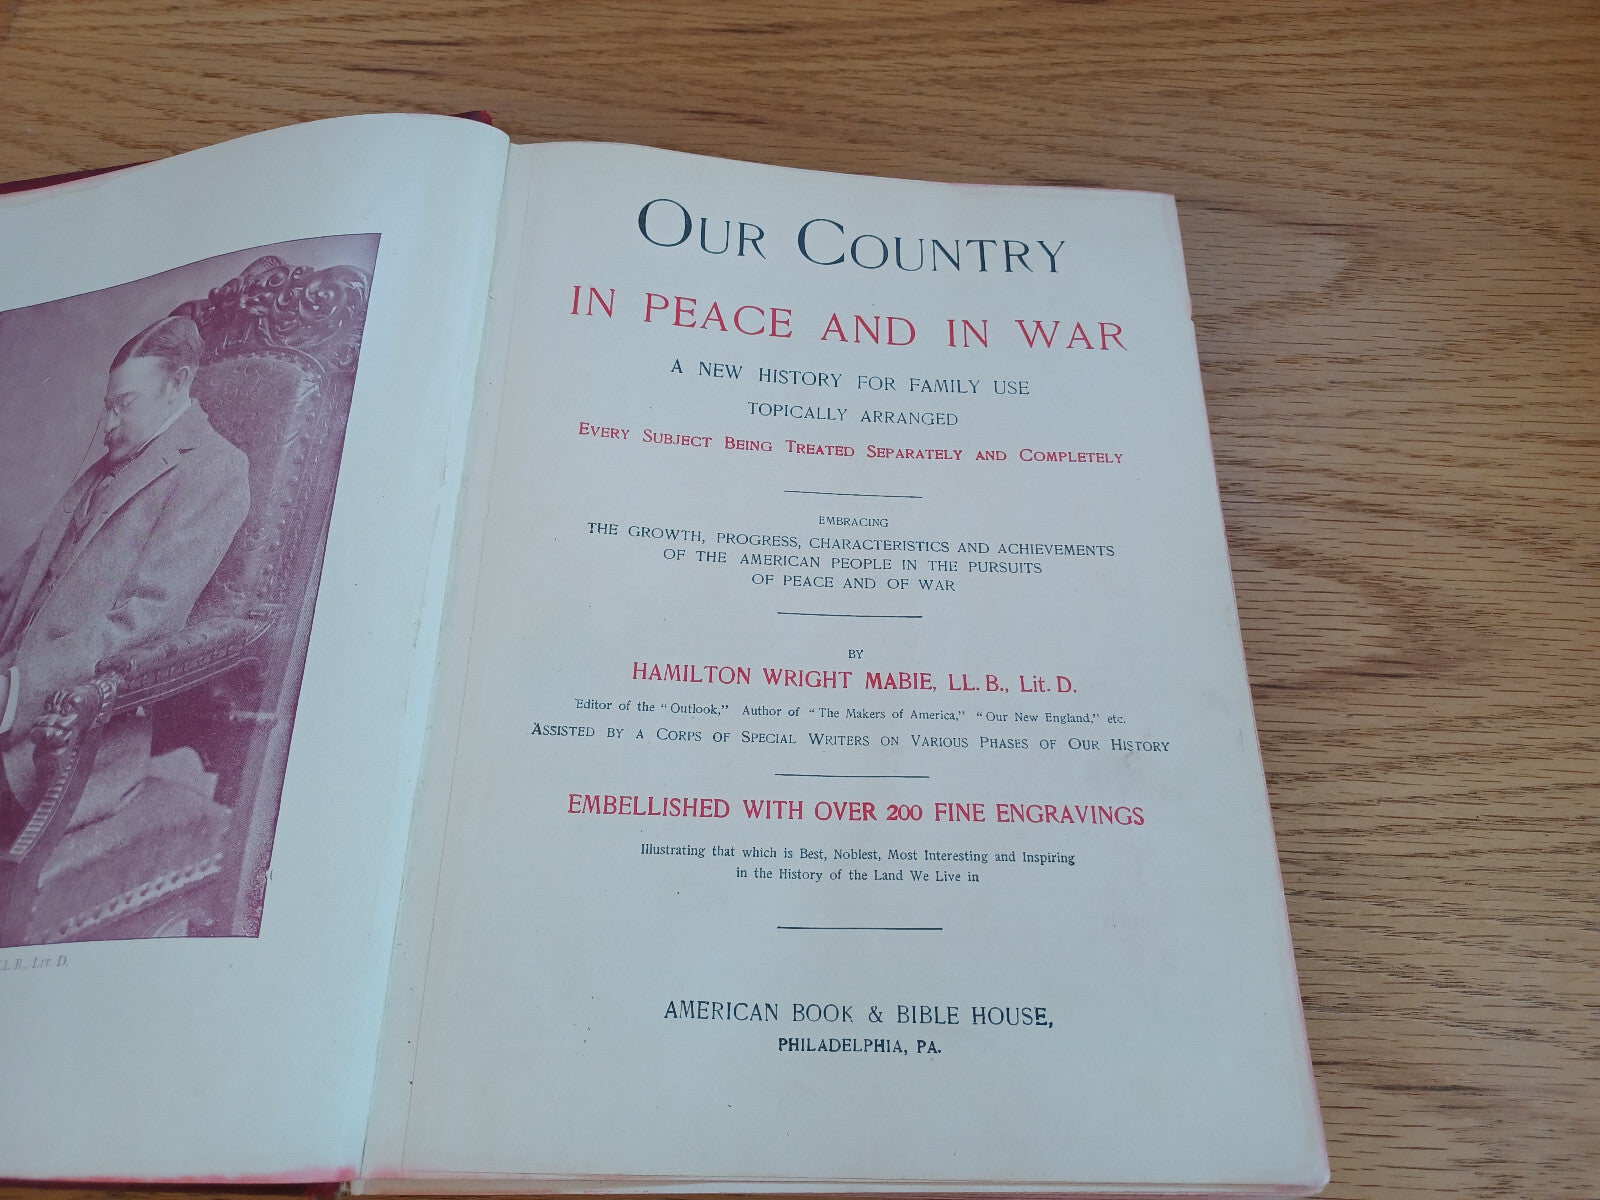 OUR COUNTRY
IN PEACE AND IN WAR
A NEW HISTORY FOR FAMILY USE
TOPICALLY ARRANGED
EVERY SUBJECT BEING TREATED SEPARATELY AND COMPLETELY
EMBRACING
THE GROWTH, PROGRESS, CHARACTERISTICS AND ACHIEVEMENTS
OF THE AMERICAN PEOPLE IN THE PURSUITS
OF PEACE AND OF WAR
BY
HAMILTON WRIGHT MABIE, LL. B., Lit. D.
Editor of the "Outlook," Author of "The Makers of America," "Our New England," etc.
ASSISTED BY A CORPS OF SPECIAL WRITERS ON VARIOUS PHASES OF OUR HISTORY
EMBELLISHED WITH OVER 200 FINE ENGRAVINGS
Illustrating that which is Best, Noblest, Most Interesting and Inspiring
in the History of the Land We Live in
AMERICAN BOOK & BIBLE HOUSE,
PHILADELPHIA, PA.
LIT. D.